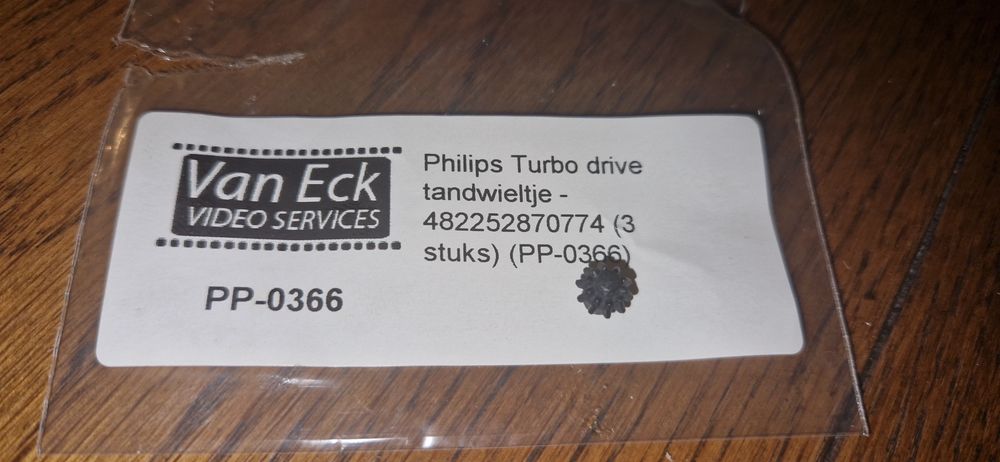 Van Eck
VIDEO SERVICES
Philips Turbo drive
tandwieltje -
482252870774 (3
stuks) (PP-0366)
PP-0366